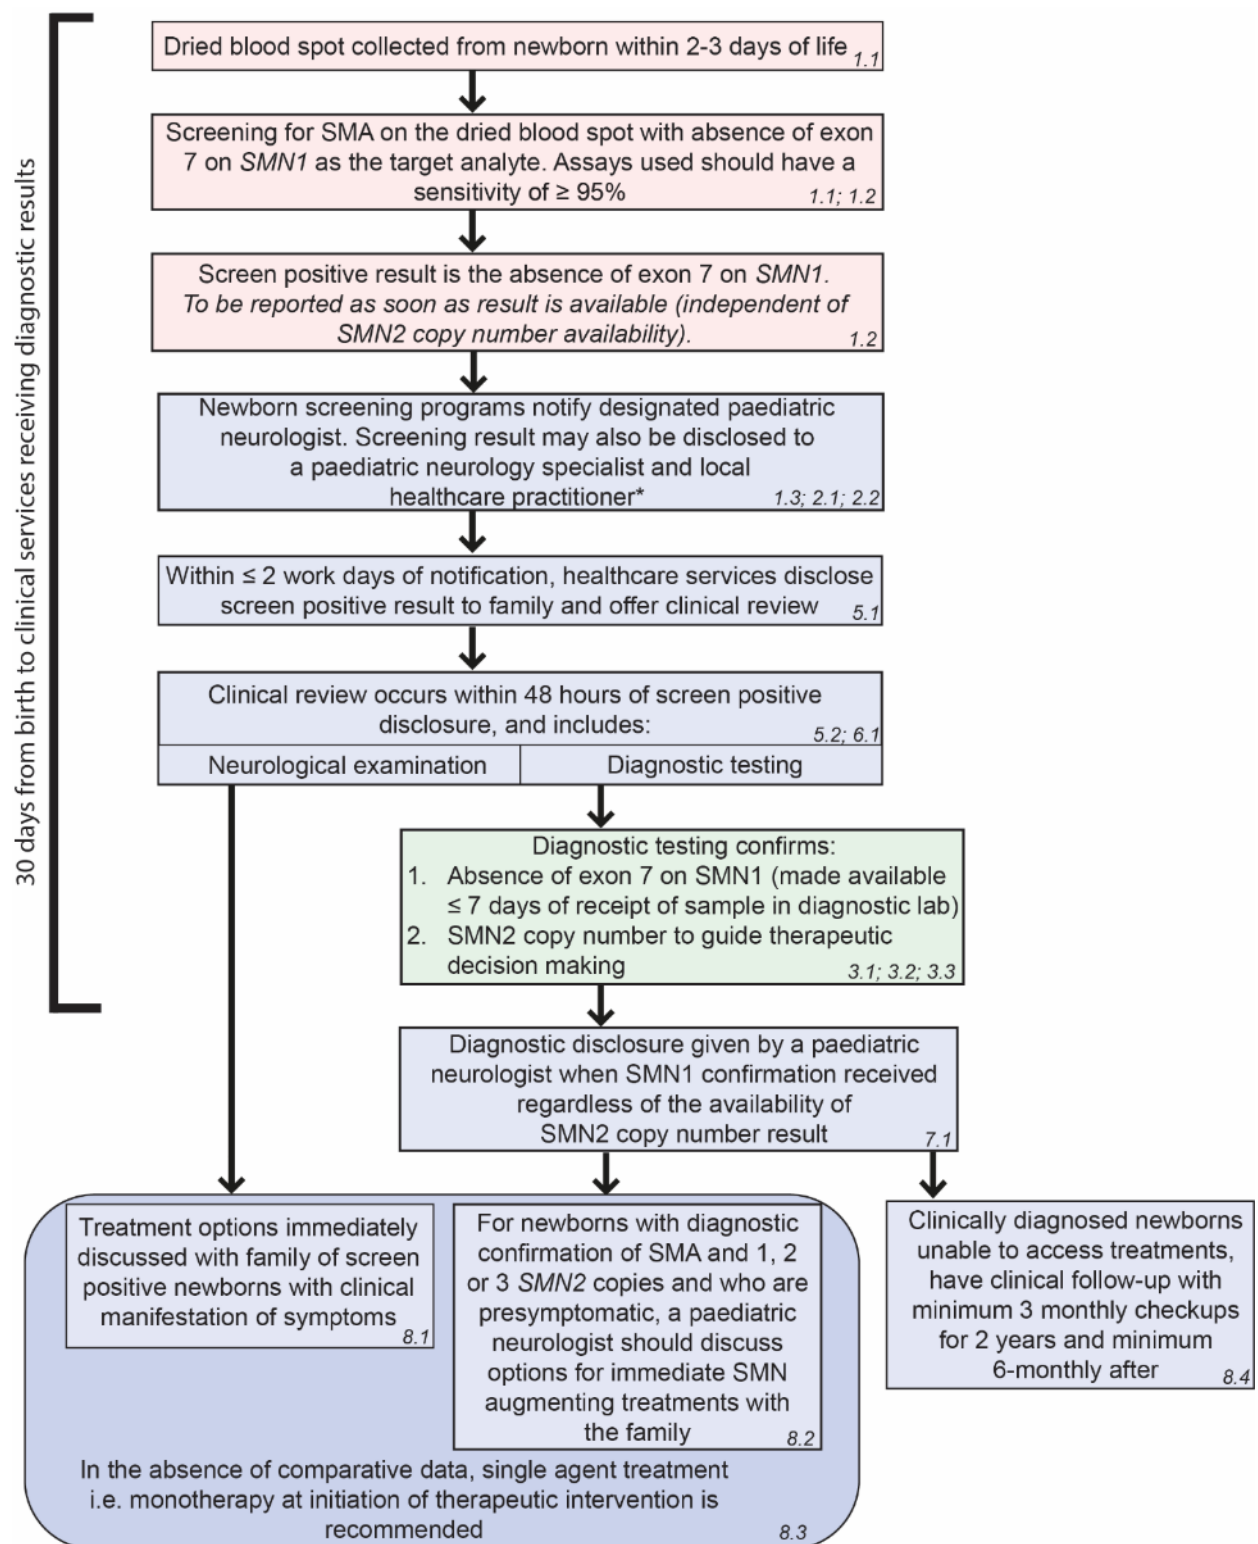 30 days from birth to clinical services receiving diagnostic results
Dried blood spot collected from newborn within 2-3 days of life
1.1
Screening for SMA on the dried blood spot with absence of exon
7 on SMN1 as the target analyte. Assays used should have a
sensitivity of ≥ 95%
1.1; 1.2
Screen positive result is the absence of exon 7 on SMN1.
To be reported as soon as result is available (independent of
SMN2 copy number availability).
1.2
Newborn screening programs notify designated paediatric
neurologist. Screening result may also be disclosed to
a paediatric neurology specialist and local
healthcare practitioner*
1.3; 2.1; 2.2
Within ≤ 2 work days of notification, healthcare services disclose
screen positive result to family and offer clinical review
5.1
Clinical review occurs within 48 hours of screen positive
disclosure, and includes:
5.2; 6.1
Neurological examination
Diagnostic testing
Diagnostic testing confirms:
1. Absence of exon 7 on SMN1 (made available
≤ 7 days of receipt of sample in diagnostic lab)
2. SMN2 copy number to guide therapeutic
decision making
3.1; 3.2; 3.3
Diagnostic disclosure given by a paediatric
neurologist when SMN1 confirmation received
regardless of the availability of
SMN2 copy number result
7.1
Treatment options immediately
discussed with family of screen
positive newborns with clinical
manifestation of symptoms
8.1
For newborns with diagnostic
confirmation of SMA and 1, 2
or 3 SMN2 copies and who are
presymptomatic, a paediatric
neurologist should discuss
options for immediate SMN
augmenting treatments with
the family
8.2
Clinically diagnosed newborns
unable to access treatments,
have clinical follow-up with
minimum 3 monthly checkups
for 2 years and minimum
6-monthly after
8.4
In the absence of comparative data, single agent treatment
i.e. monotherapy at initiation of therapeutic intervention is
recommended
8.3